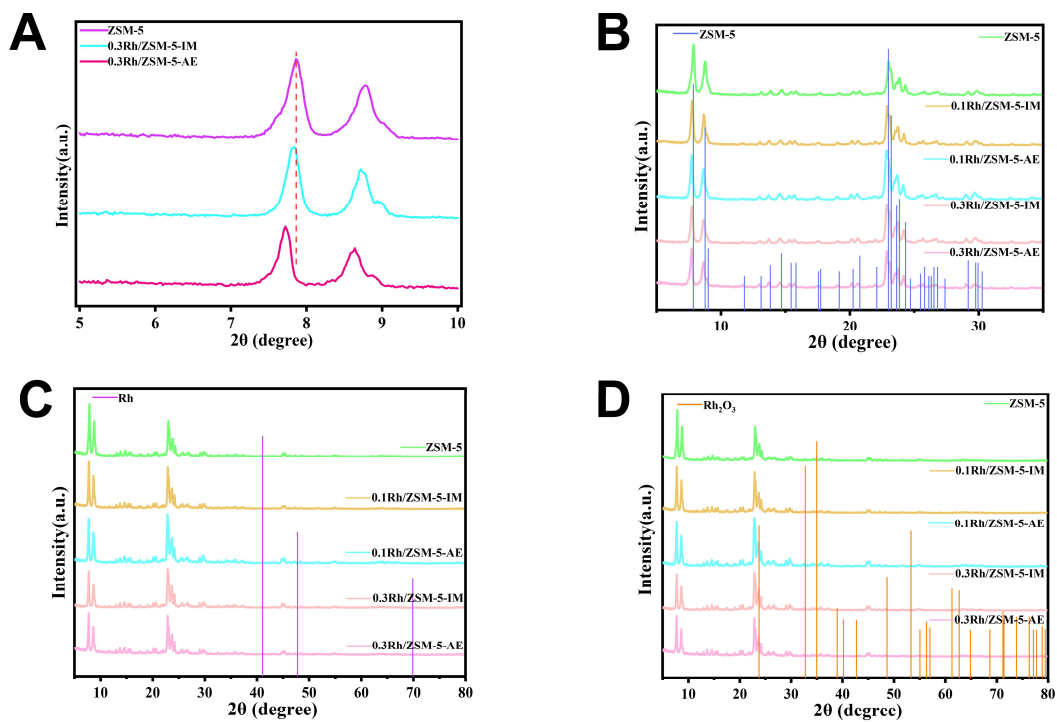 A
ZSM-5
0.3Rh/ZSM-5-IM
0.3Rh/ZSM-5-AE
Intensity(a.u.)
5 6 7 8 9 10
2θ (degree)
B
ZSM-5
ZSM-5
0.1Rh/ZSM-5-IM
0.1Rh/ZSM-5-AE
0.3Rh/ZSM-5-IM
0.3Rh/ZSM-5-AE
Intensity(a.u.)
10 20 30
2θ (degree)
C
Rh
ZSM-5
0.1Rh/ZSM-5-IM
0.1Rh/ZSM-5-AE
0.3Rh/ZSM-5-IM
0.3Rh/ZSM-5-AE
Intensity(a.u.)
10 20 30 40 50 60 70 80
2θ (degree)
D
Rh₂O₃
ZSM-5
0.1Rh/ZSM-5-IM
0.1Rh/ZSM-5-AE
0.3Rh/ZSM-5-IM
0.3Rh/ZSM-5-AE
Intensity(a.u.)
10 20 30 40 50 60 70 80
2θ (degree)